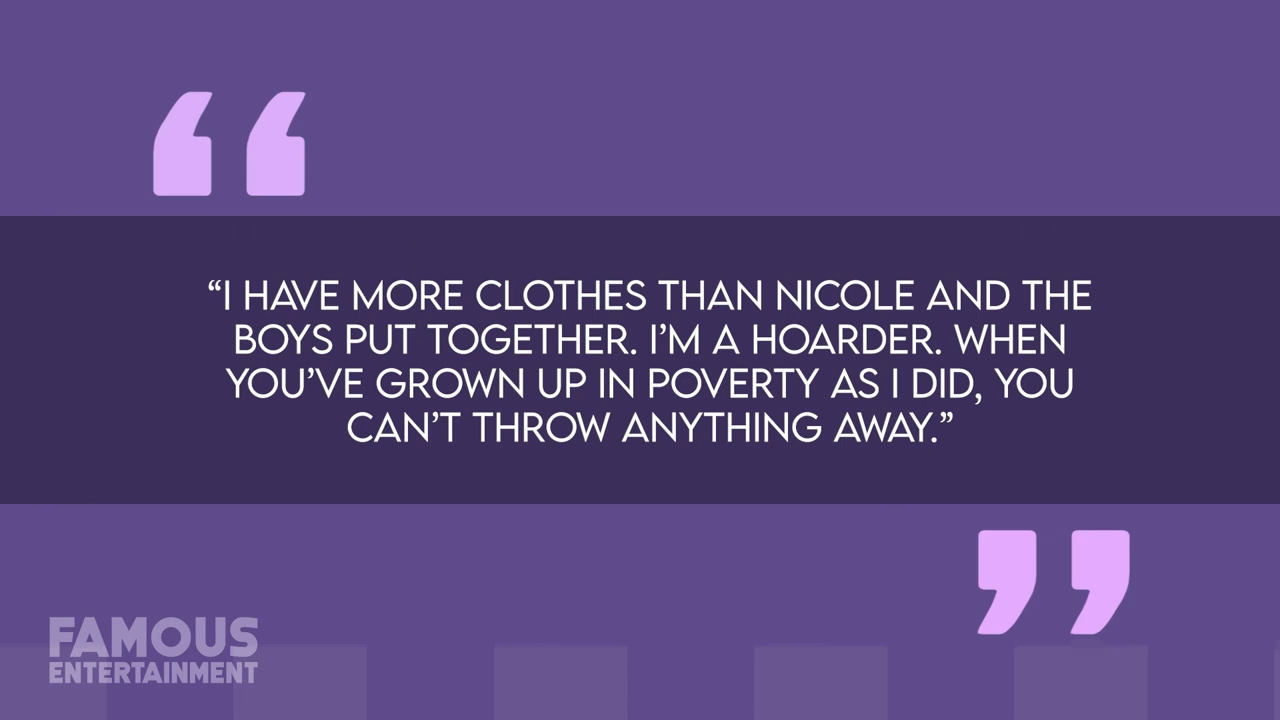 “I HAVE MORE CLOTHES THAN NICOLE AND THE
BOYS PUT TOGETHER. I’M A HOARDER. WHEN
YOU’VE GROWN UP IN POVERTY AS I DID, YOU
CAN’T THROW ANYTHING AWAY.”
FAMOUS
ENTERTAINMENT